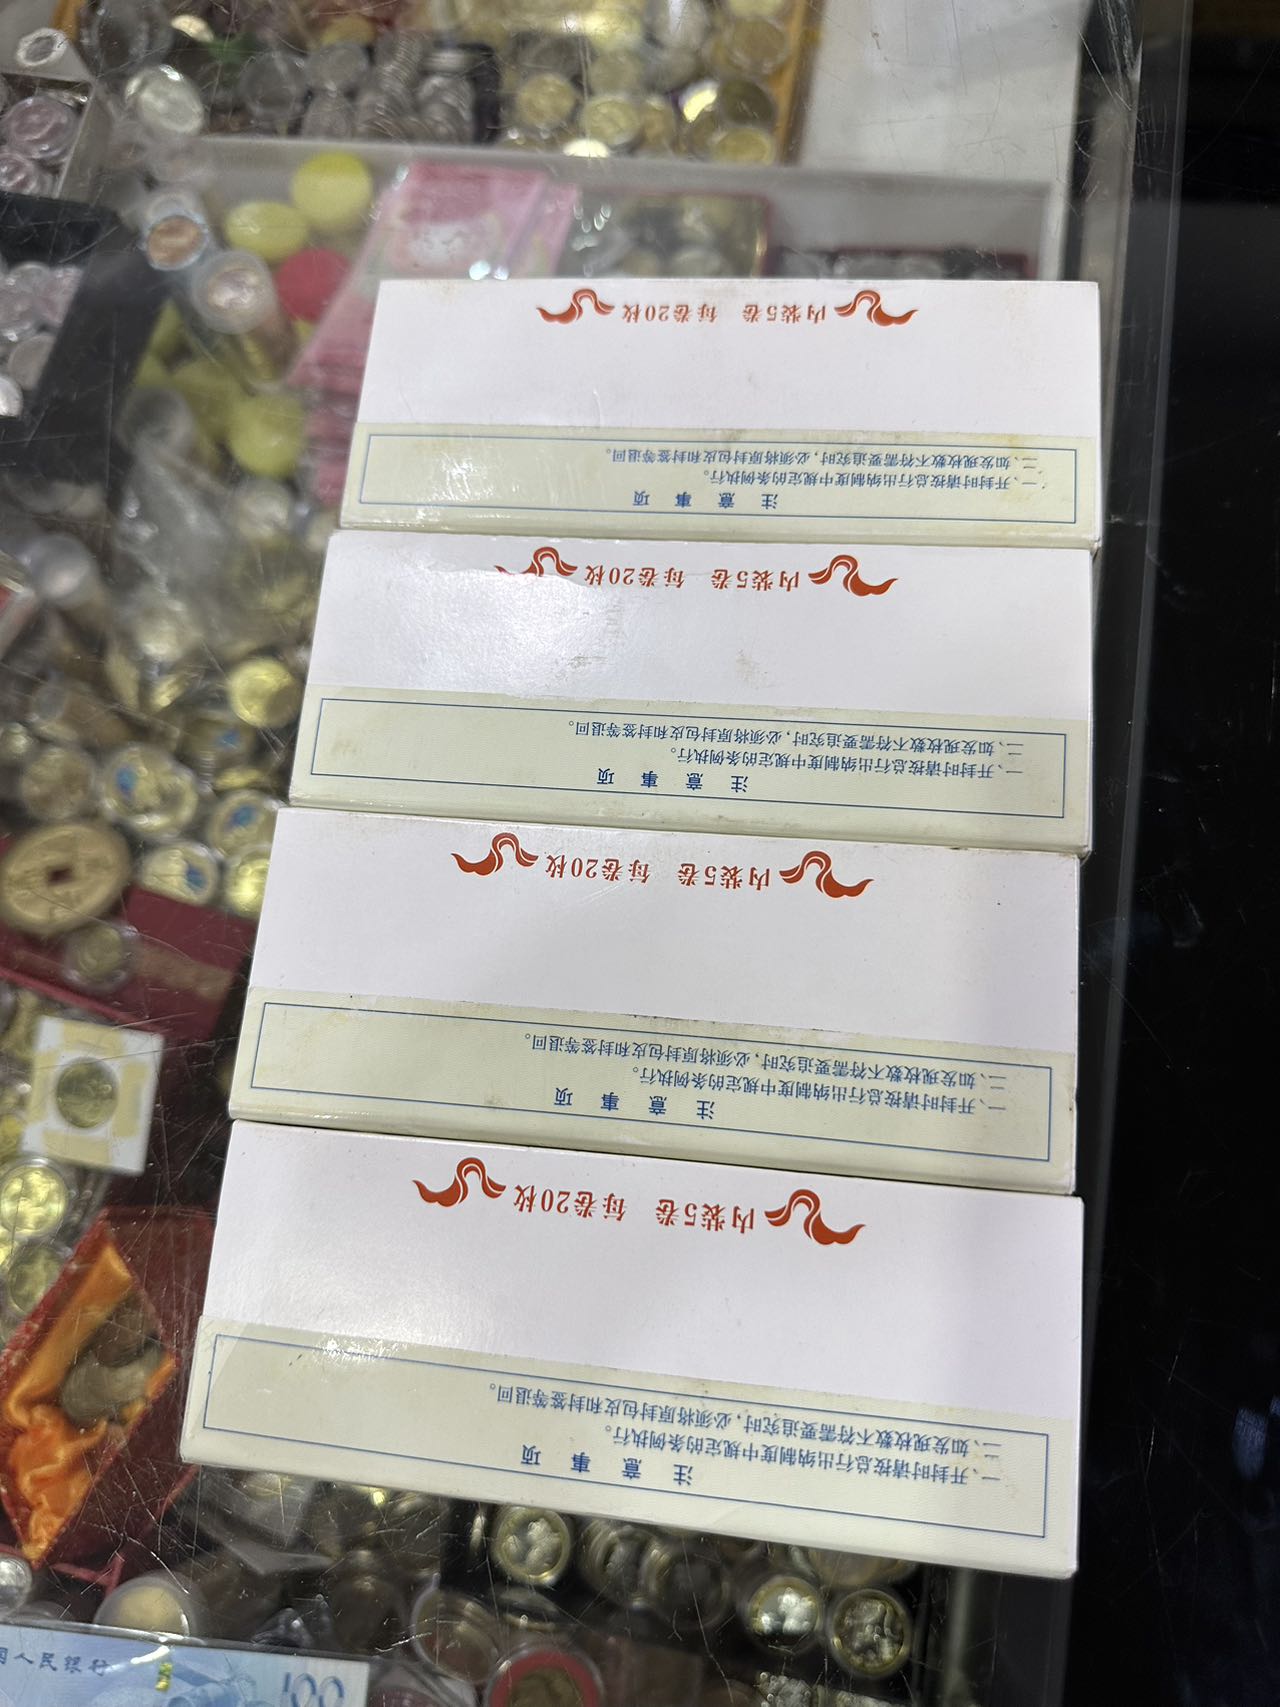 注意事项
一、开封时请按总行出纳制度中规定的条例执行。
二、如发现枚数不符需要追究时，必须将原封包皮和封签等退回。
内装5卷 每卷20枚
注意事项
一、开封时请按总行出纳制度中规定的条例执行。
二、如发现枚数不符需要追究时，必须将原封包皮和封签等退回。
内装5卷 每卷20枚
注意事项
一、开封时请按总行出纳制度中规定的条例执行。
二、如发现枚数不符需要追究时，必须将原封包皮和封签等退回。
内装5卷 每卷20枚
注意事项
一、开封时请按总行出纳制度中规定的条例执行。
二、如发现枚数不符需要追究时，必须将原封包皮和封签等退回。
内装5卷 每卷20枚
国人民银行
100